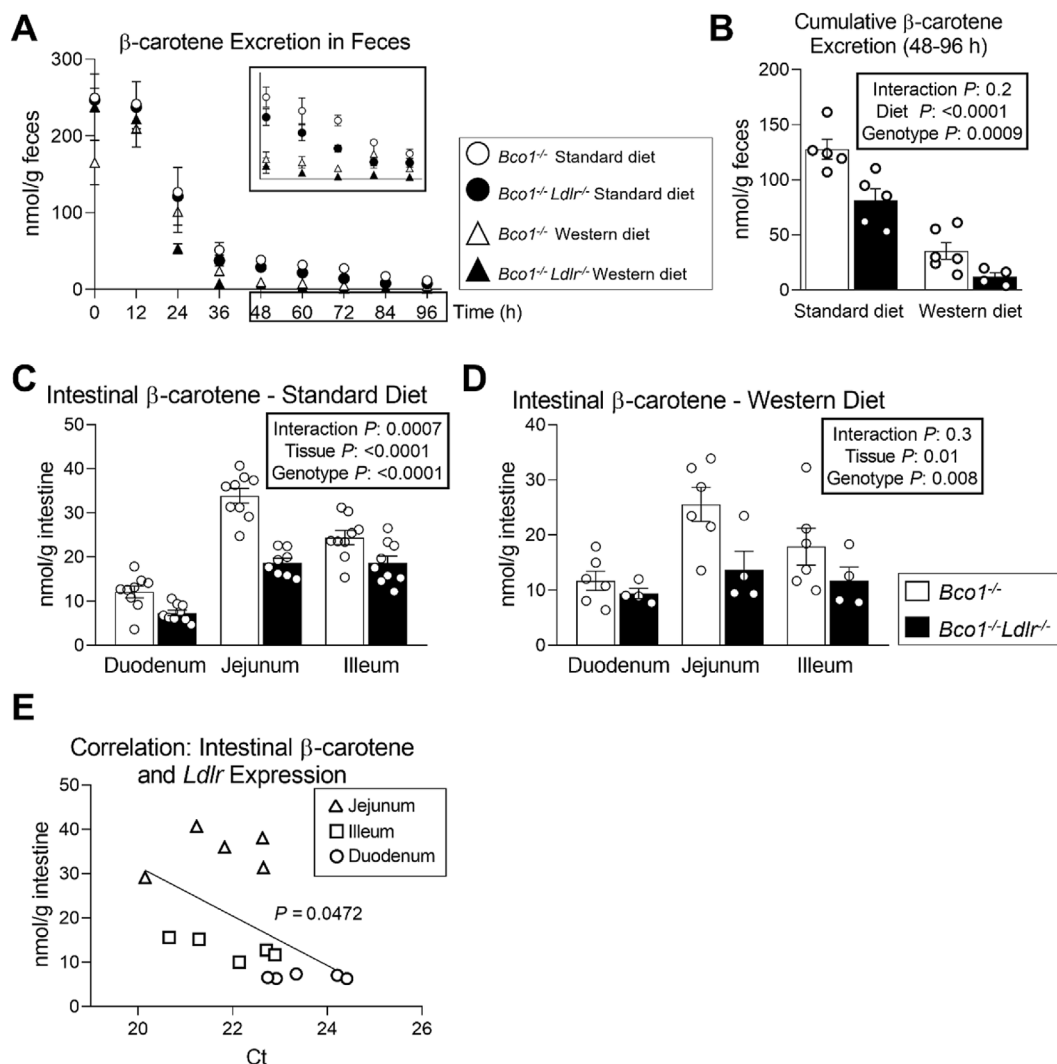 A
β-carotene Excretion in Feces
nmol/g feces
300
200
100
0
0 12 24 36 48 60 72 84 96 Time (h)
Bco1-/- Standard diet
Bco1-/- Ldlr-/- Standard diet
Bco1-/- Western diet
Bco1-/- Ldlr-/- Western diet
B
Cumulative β-carotene
Excretion (48-96 h)
nmol/g feces
200
150
100
50
0
Interaction P: 0.2
Diet P: <0.0001
Genotype P: 0.0009
Standard diet Western diet
C
Intestinal β-carotene - Standard Diet
nmol/g intestine
50
40
30
20
10
0
Interaction P: 0.0007
Tissue P: <0.0001
Genotype P: <0.0001
Duodenum Jejunum Illeum
D
Intestinal β-carotene - Western Diet
nmol/g intestine
40
30
20
10
0
Interaction P: 0.3
Tissue P: 0.01
Genotype P: 0.008
Duodenum Jejunum Illeum
Bco1-/-
Bco1-/-Ldlr-/-
E
Correlation: Intestinal β-carotene
and Ldlr Expression
nmol/g intestine
50
40
30
20
10
0
Jejunum
Illeum
Duodenum
P = 0.0472
20 22 24 26
Ct